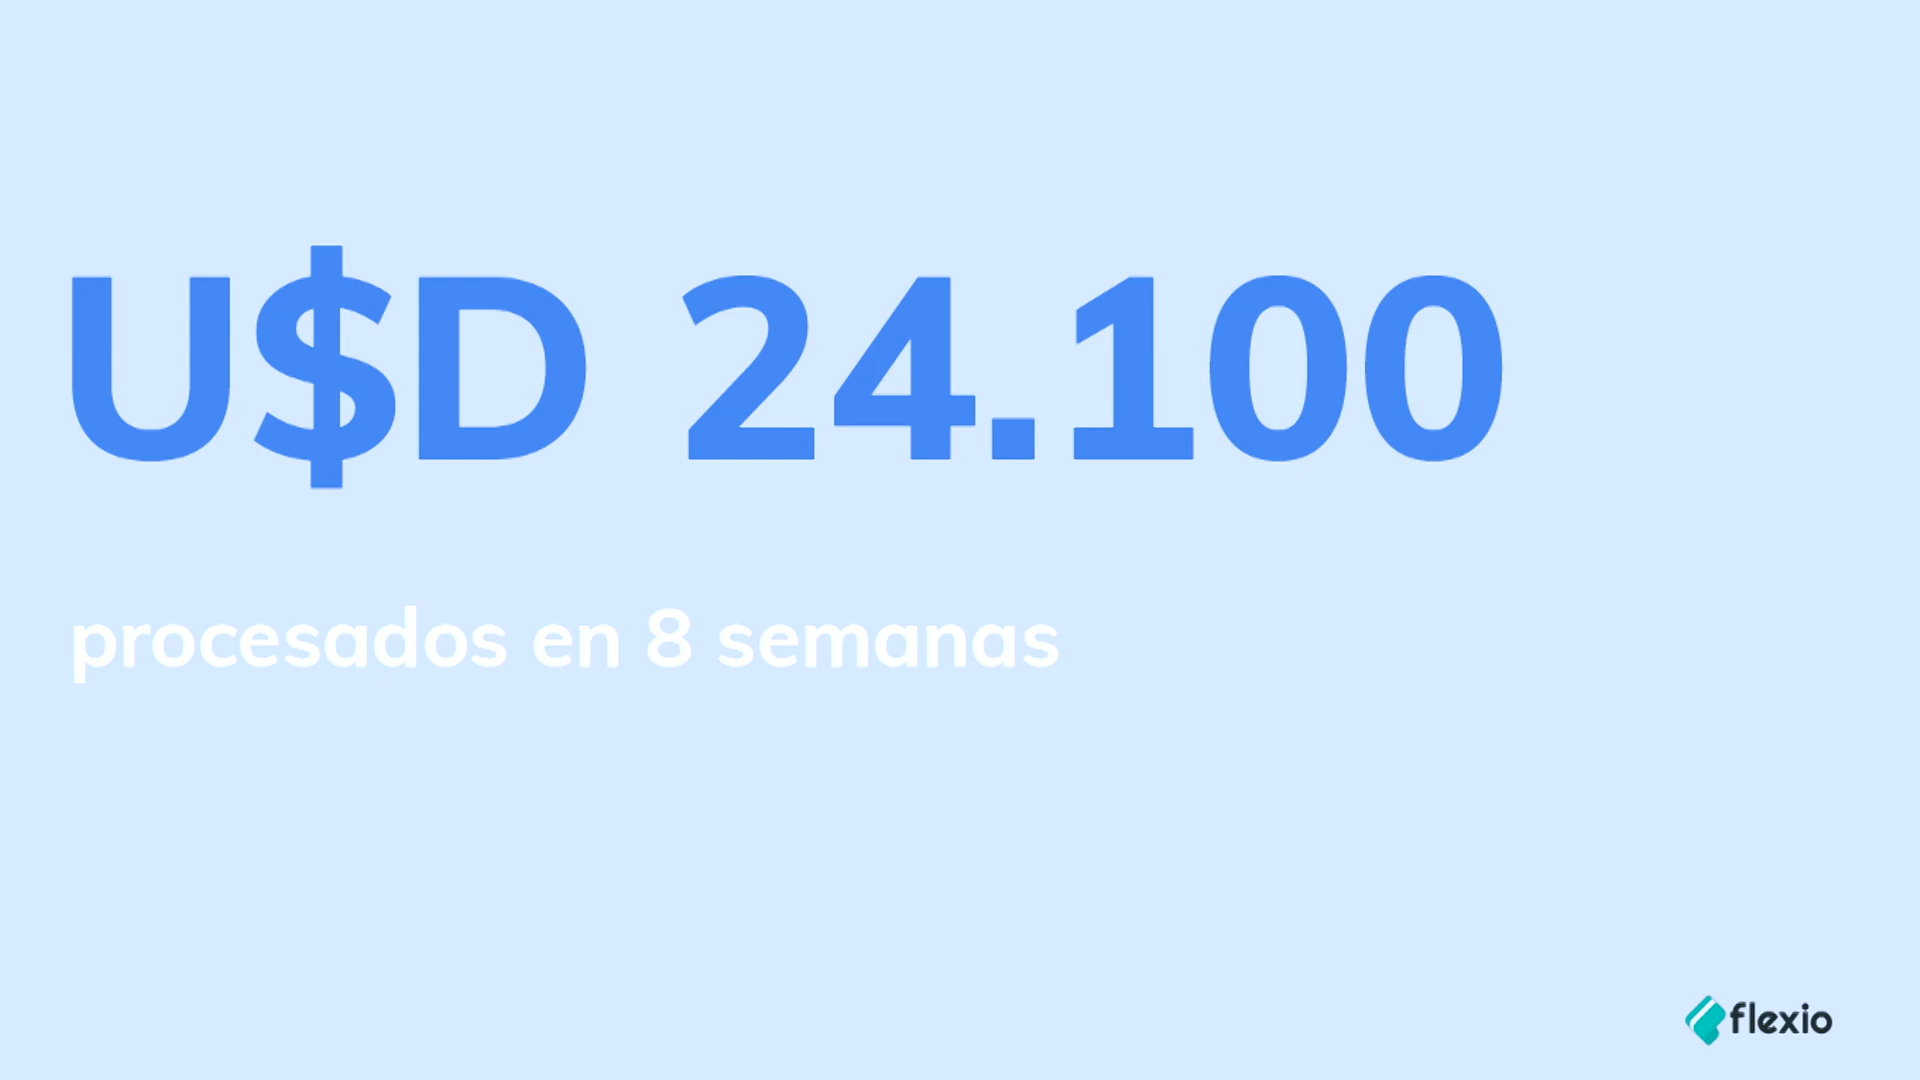 U$D 24.100
procesados en 8 semanas
flexio